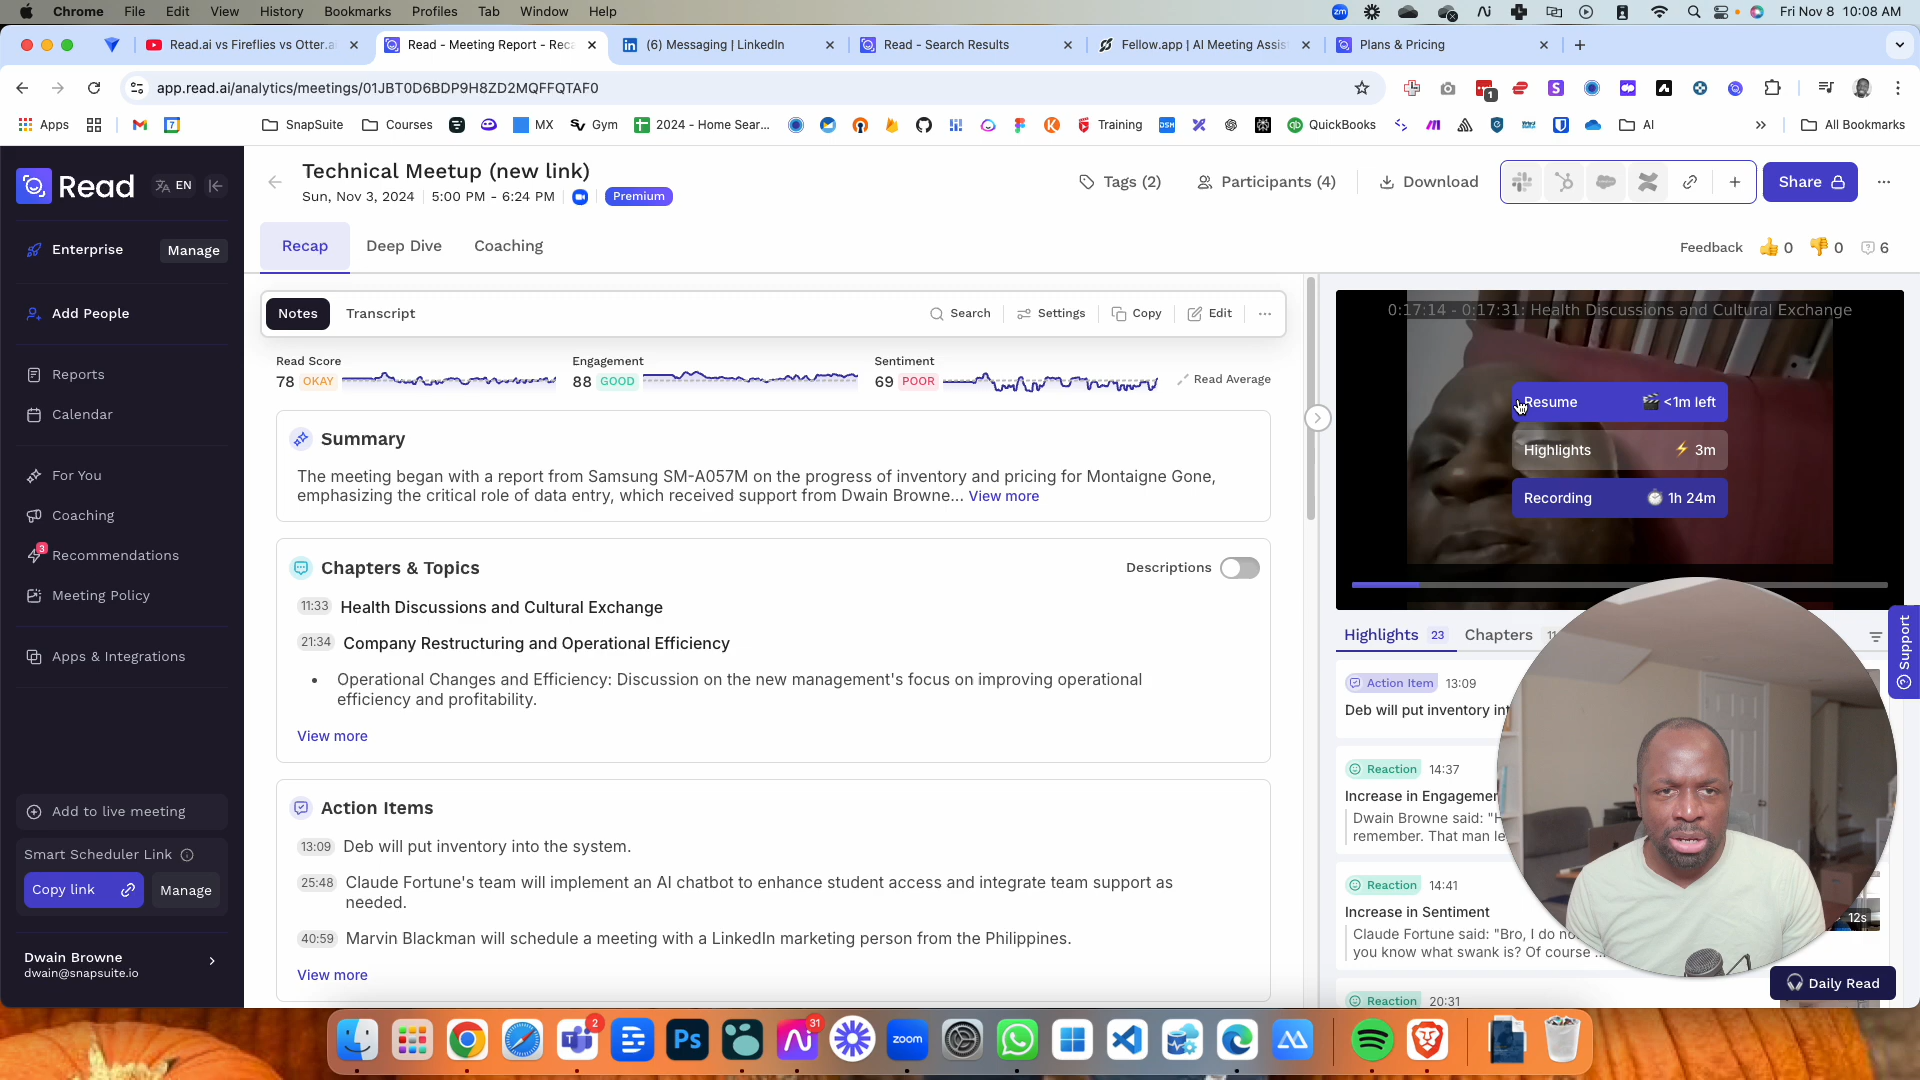 Chrome File Edit View History Bookmarks Profiles Tab Window Help
Fri Nov 8 10:08 AM
Read.ai vs Fireflies vs Otter.a
Read - Meeting Report - Reca
(6) Messaging | LinkedIn
Read - Search Results
Fellow.app | AI Meeting Assis
Plans & Pricing
app.read.ai/analytics/meetings/01JBT0D6BDP9H8ZD2MQFFQTAF0
1
Apps
SnapSuite
Courses
MX
Gym
2024 - Home Sear...
Training
QuickBooks
AI
All Bookmarks
Read
EN
Enterprise
Manage
Add People
Reports
Calendar
For You
Coaching
3
Recommendations
Meeting Policy
Apps & Integrations
Add to live meeting
Smart Scheduler Link
Copy link
Manage
Dwain Browne
dwain@snapsuite.io
Technical Meetup (new link)
Sun, Nov 3, 2024 | 5:00 PM - 6:24 PM
Premium
Tags (2)
Participants (4)
Download
Share
Recap
Deep Dive
Coaching
Feedback 👍 0 👎 0 6
Notes
Transcript
Search
Settings
Copy
Edit
Read Score
78 OKAY
Engagement
88 GOOD
Sentiment
69 POOR
Read Average
Summary
The meeting began with a report from Samsung SM-A057M on the progress of inventory and pricing for Montaigne Gone,
emphasizing the critical role of data entry, which received support from Dwain Browne... View more
Chapters & Topics
Descriptions
11:33 Health Discussions and Cultural Exchange
21:34 Company Restructuring and Operational Efficiency
• Operational Changes and Efficiency: Discussion on the new management's focus on improving operational
efficiency and profitability.
View more
Action Items
13:09 Deb will put inventory into the system.
25:48 Claude Fortune's team will implement an AI chatbot to enhance student access and integrate team support as
needed.
40:59 Marvin Blackman will schedule a meeting with a LinkedIn marketing person from the Philippines.
View more
0:17:14 - 0:17:31: Health Discussions and Cultural Exchange
Resume <1m left
Highlights ⚡ 3m
Recording 1h 24m
Highlights 23
Chapters 11
Action Item 13:09
Deb will put inventory int
Reaction 14:37
Increase in Engagemen
Dwain Browne said: "H
remember. That man le
Reaction 14:41
Increase in Sentiment
Claude Fortune said: "Bro, I do no
you know what swank is? Of course ...
12s
Reaction 20:31
Support
Daily Read
2
Ps
31
zoom